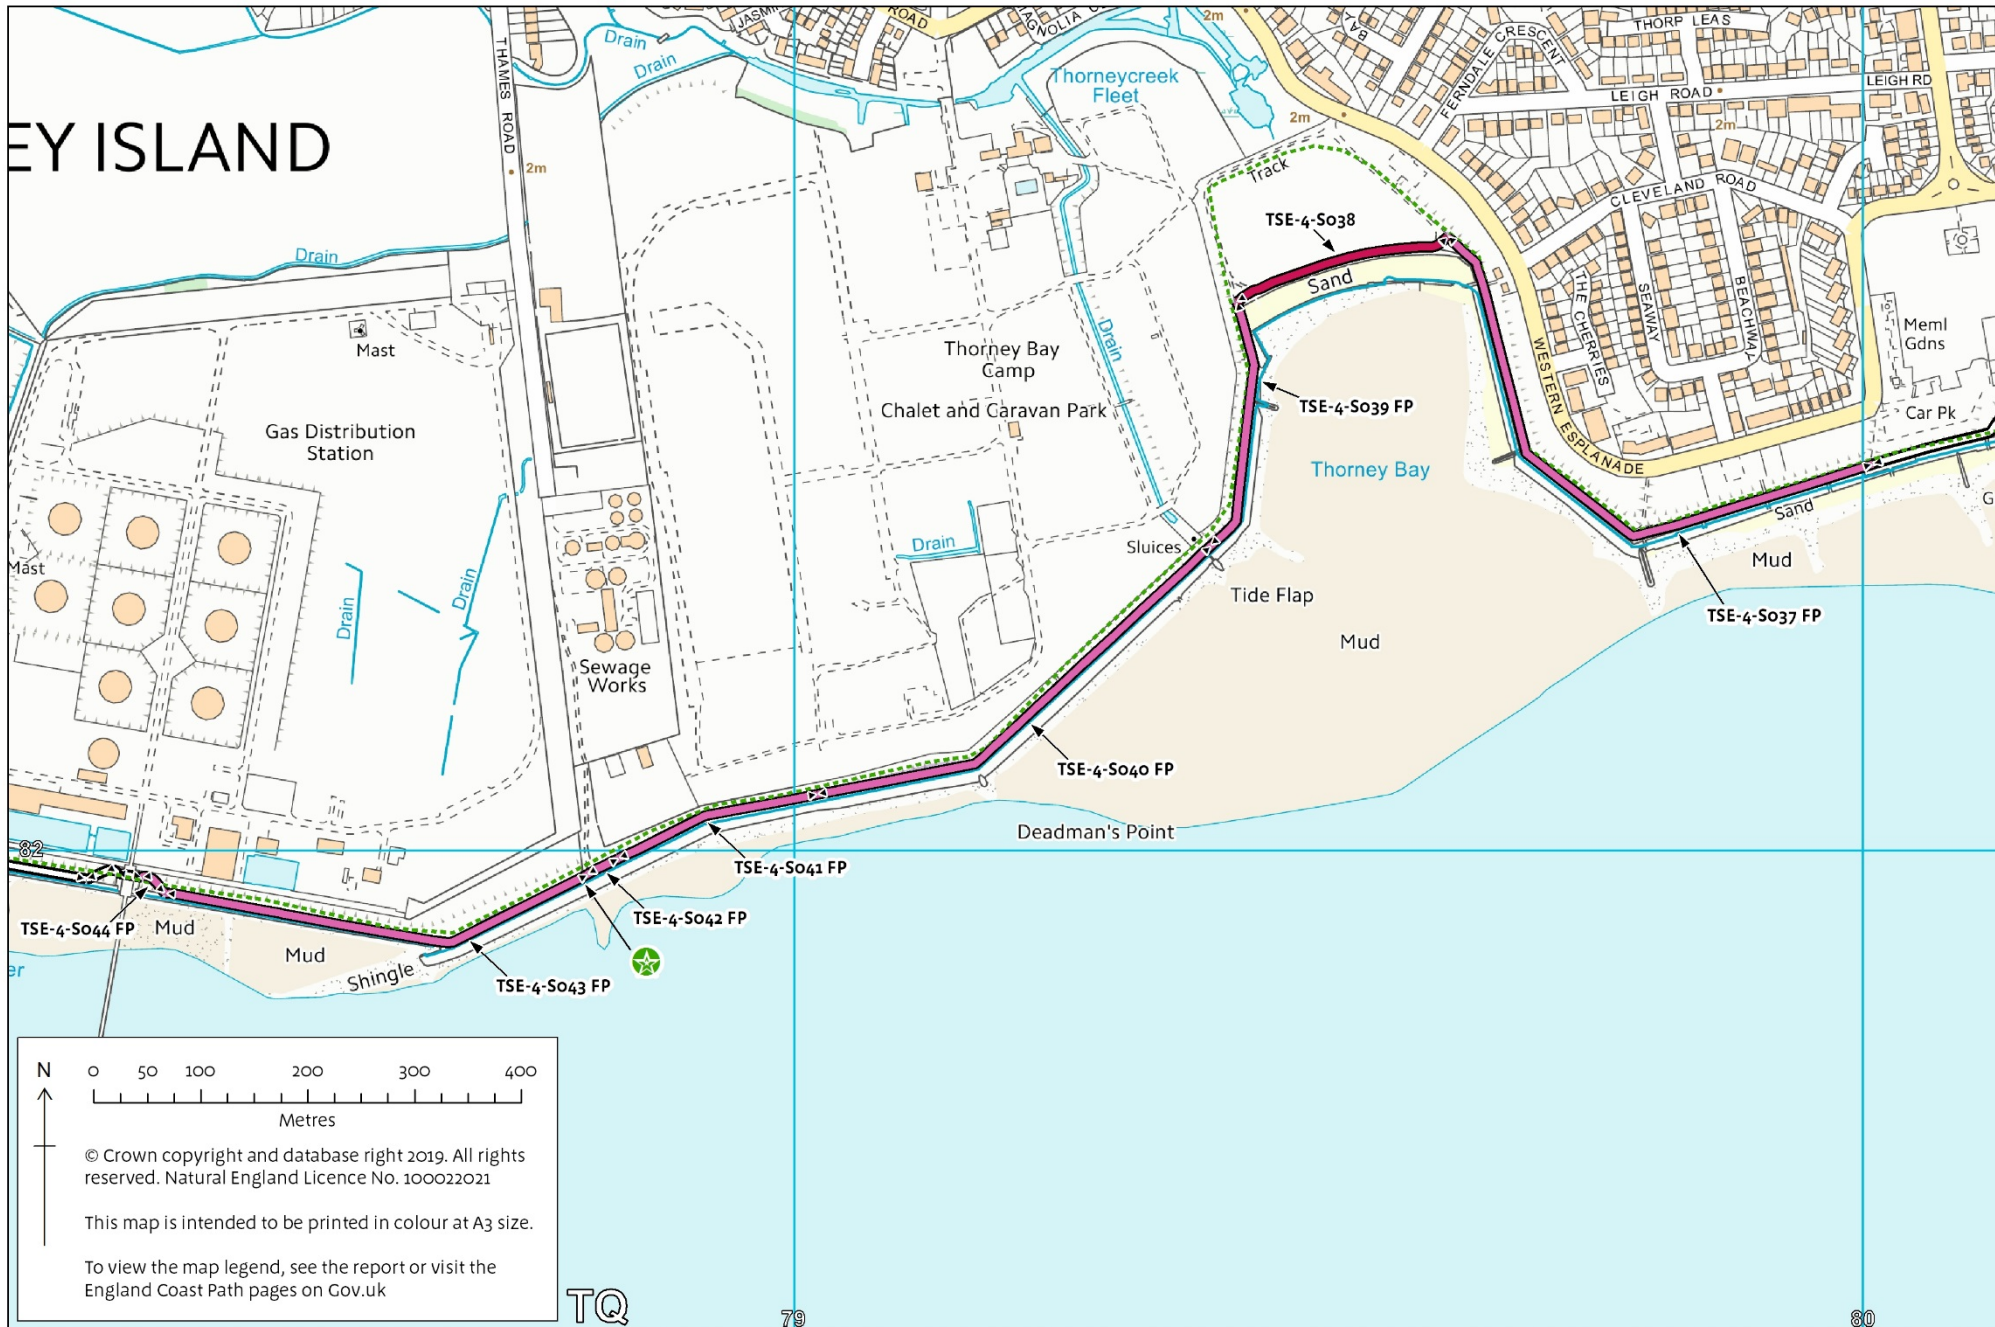 ROAD
MAGNOLIA
2m
THORP LEAS
Drain
Drain
THAMES ROAD
Thorneycreek
Fleet
FERNDALE CRESCENT
LEIGH RD
LEIGH ROAD
2m
2m
EY ISLAND
2m
Track
CLEVELAND ROAD
TSE-4-S038
Drain
Sand
THE CHERRIES
SEAWAY
BEACHWAY
Mast
Drain
Thorney Bay
Camp
Meml
Gdns
WESTERN ESPLANADE
TSE-4-S039 FP
Chalet and Caravan Park
Car Pk
Gas Distribution
Station
Thorney Bay
Sand
G
Drain
Sluices
Mast
Drain
Drain
Tide Flap
Mud
TSE-4-S037 FP
Mud
Sewage
Works
TSE-4-S040 FP
Deadman's Point
82
TSE-4-S041 FP
TSE-4-S042 FP
TSE-4-S044 FP
Mud
Mud
er
Shingle
TSE-4-S043 FP
N
0 50 100 200 300 400
Metres
© Crown copyright and database right 2019. All rights
reserved. Natural England Licence No. 100022021
This map is intended to be printed in colour at A3 size.
To view the map legend, see the report or visit the
England Coast Path pages on Gov.uk
TQ
79
80